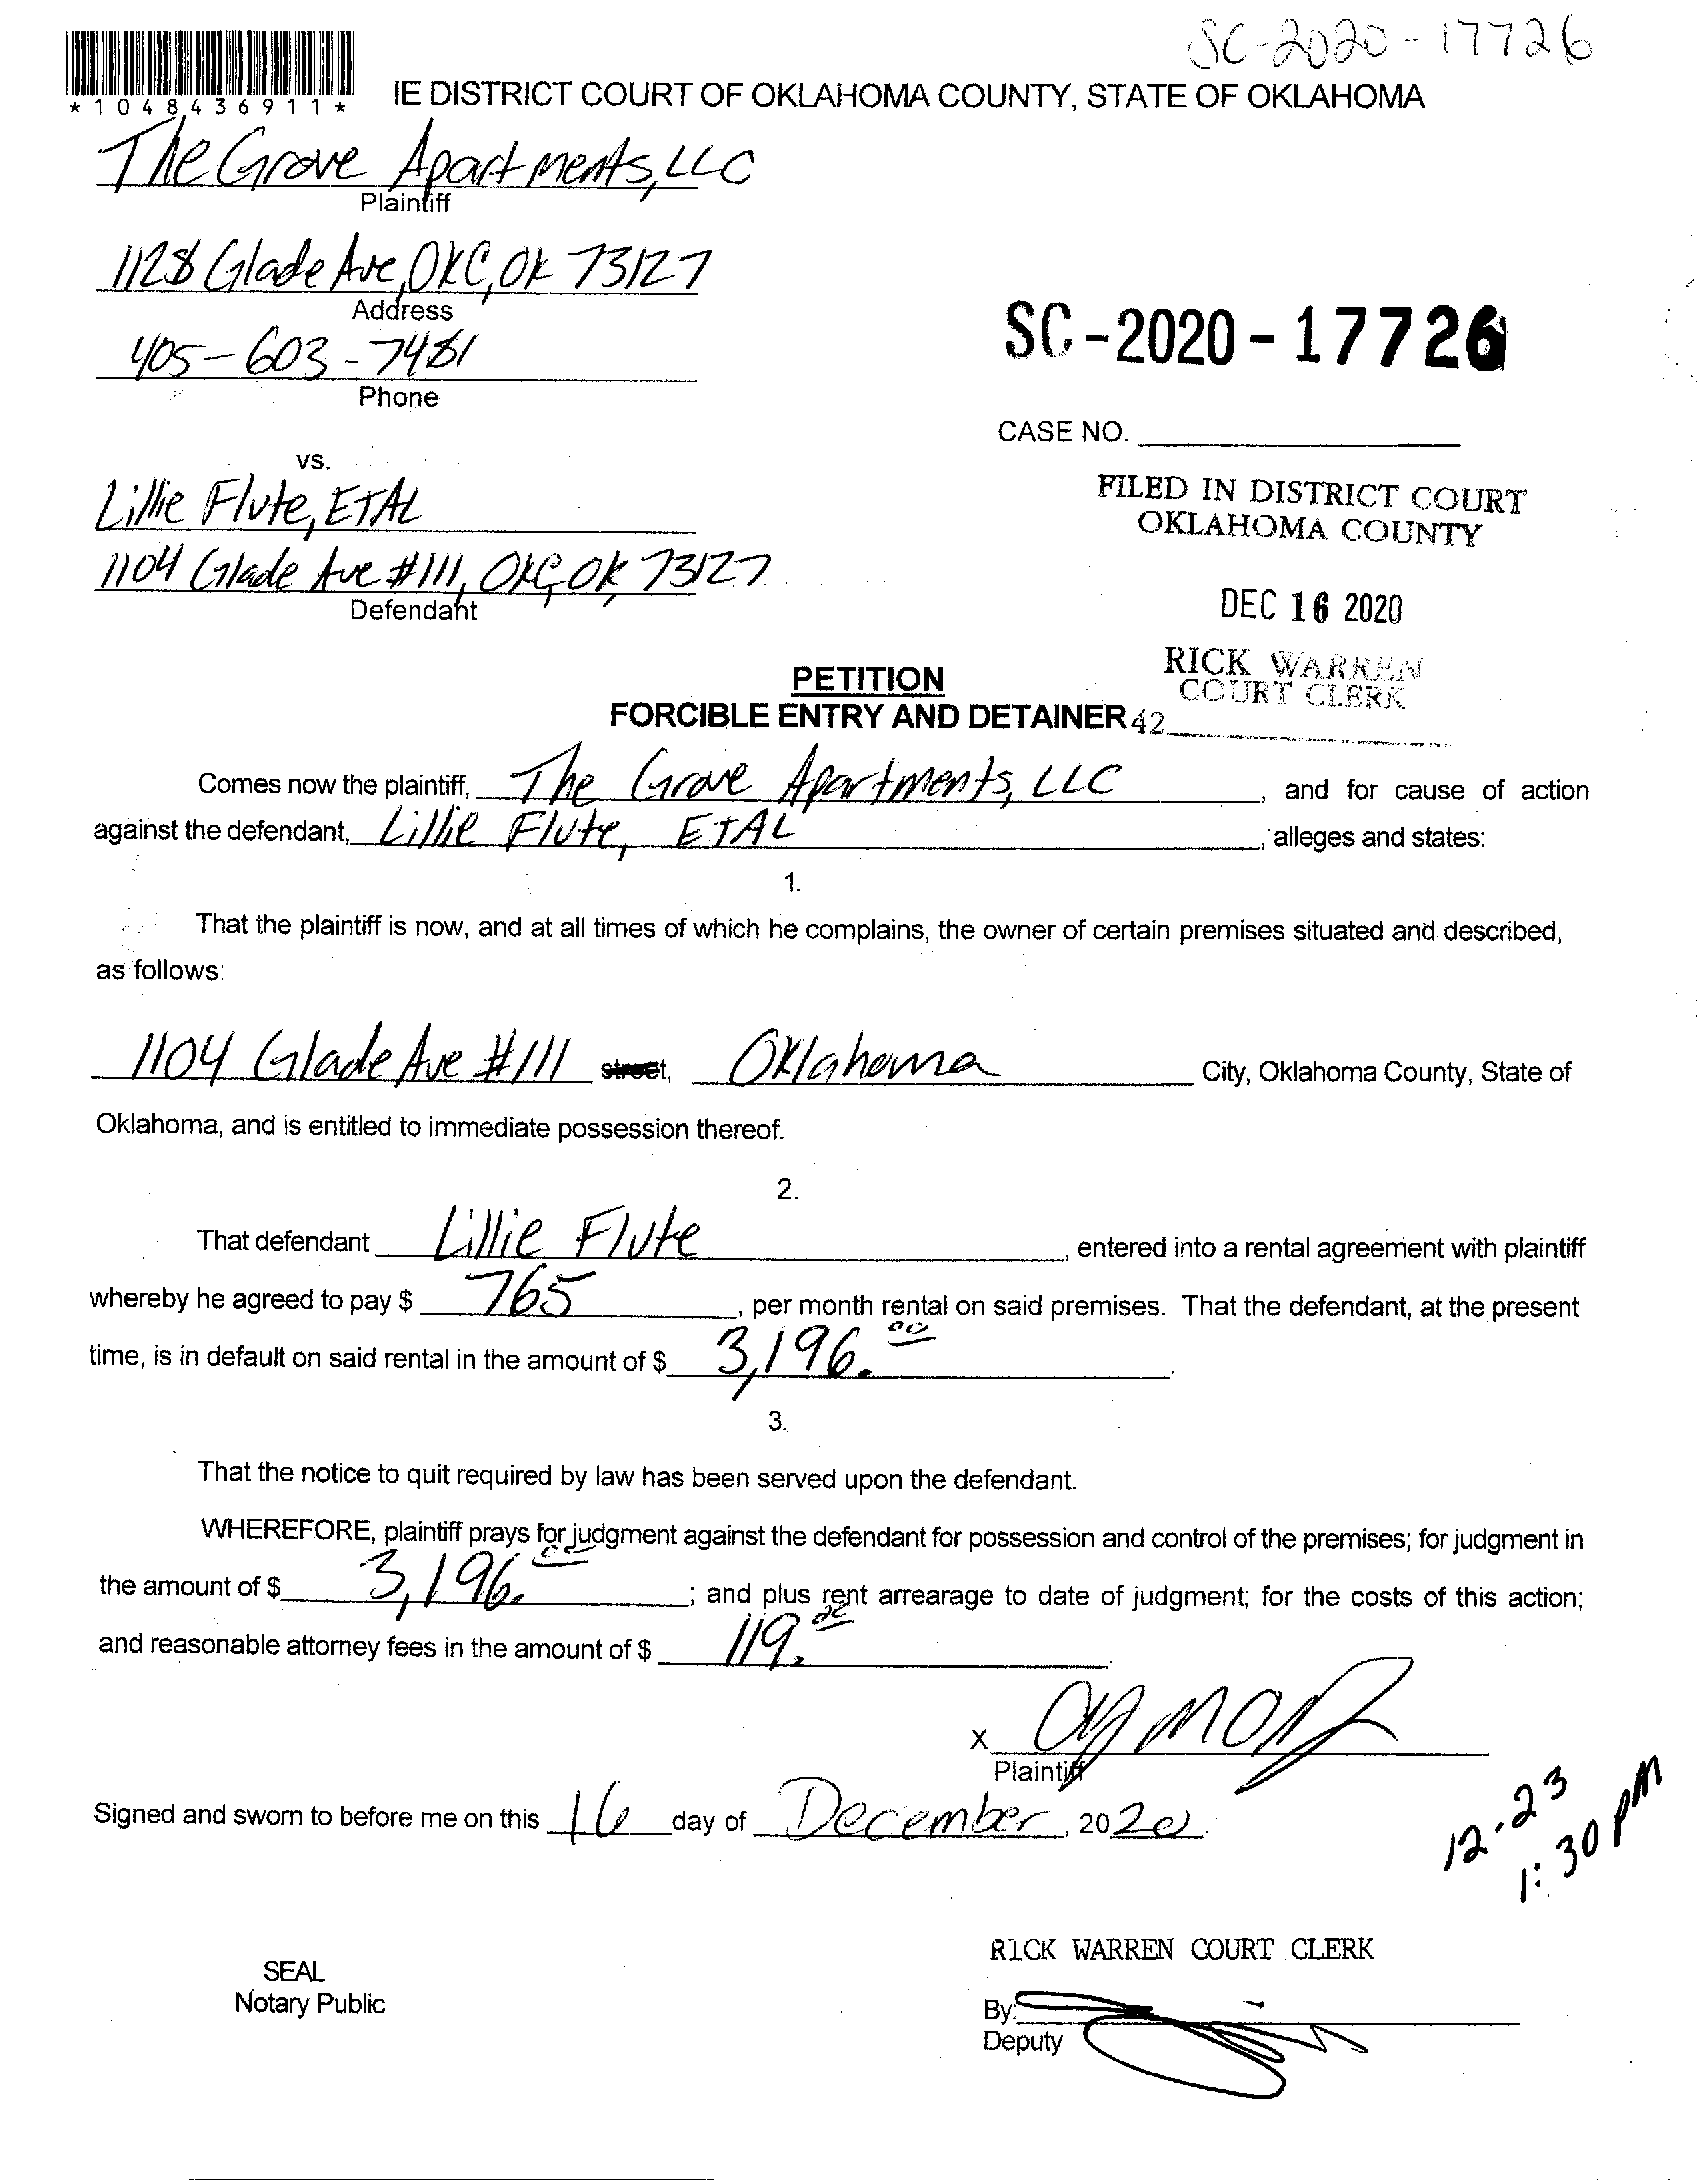 SC-2020-17726
*1048436911*
IE DISTRICT COURT OF OKLAHOMA COUNTY, STATE OF OKLAHOMA
The Grove Apartments, LLC
Plaintiff
1128 Glade Ave, OKC, OK 73127
Address
405-603-7481
Phone
SC-2020-17726
CASE NO.
vs.
Lillie Flute, ETAL
FILED IN DISTRICT COURT
OKLAHOMA COUNTY
1104 Glade Ave #111, OKC, OK, 73127
Defendant
DEC 16 2020
RICK WARREN
COURT CLERK
PETITION
FORCIBLE ENTRY AND DETAINER 42
Comes now the plaintiff, The Grove Apartments, LLC, and for cause of action
against the defendant, Lillie Flute, ETAL, alleges and states:
1.
That the plaintiff is now, and at all times of which he complains, the owner of certain premises situated and described,
as follows:
1104 Glade Ave #111 street, Oklahoma City, Oklahoma County, State of
Oklahoma, and is entitled to immediate possession thereof.
2.
That defendant Lillie Flute, entered into a rental agreement with plaintiff
whereby he agreed to pay $ 765, per month rental on said premises. That the defendant, at the present
time, is in default on said rental in the amount of $ 3,196.00.
3.
That the notice to quit required by law has been served upon the defendant.
WHEREFORE, plaintiff prays for judgment against the defendant for possession and control of the premises; for judgment in
the amount of $ 3,196.00; and plus rent arrearage to date of judgment; for the costs of this action;
and reasonable attorney fees in the amount of $ 119.00.
X
Plaintiff
Signed and sworn to before me on this 16 day of December, 2020.
12-23
1:30 PM
RICK WARREN COURT CLERK
SEAL
Notary Public
By:
Deputy